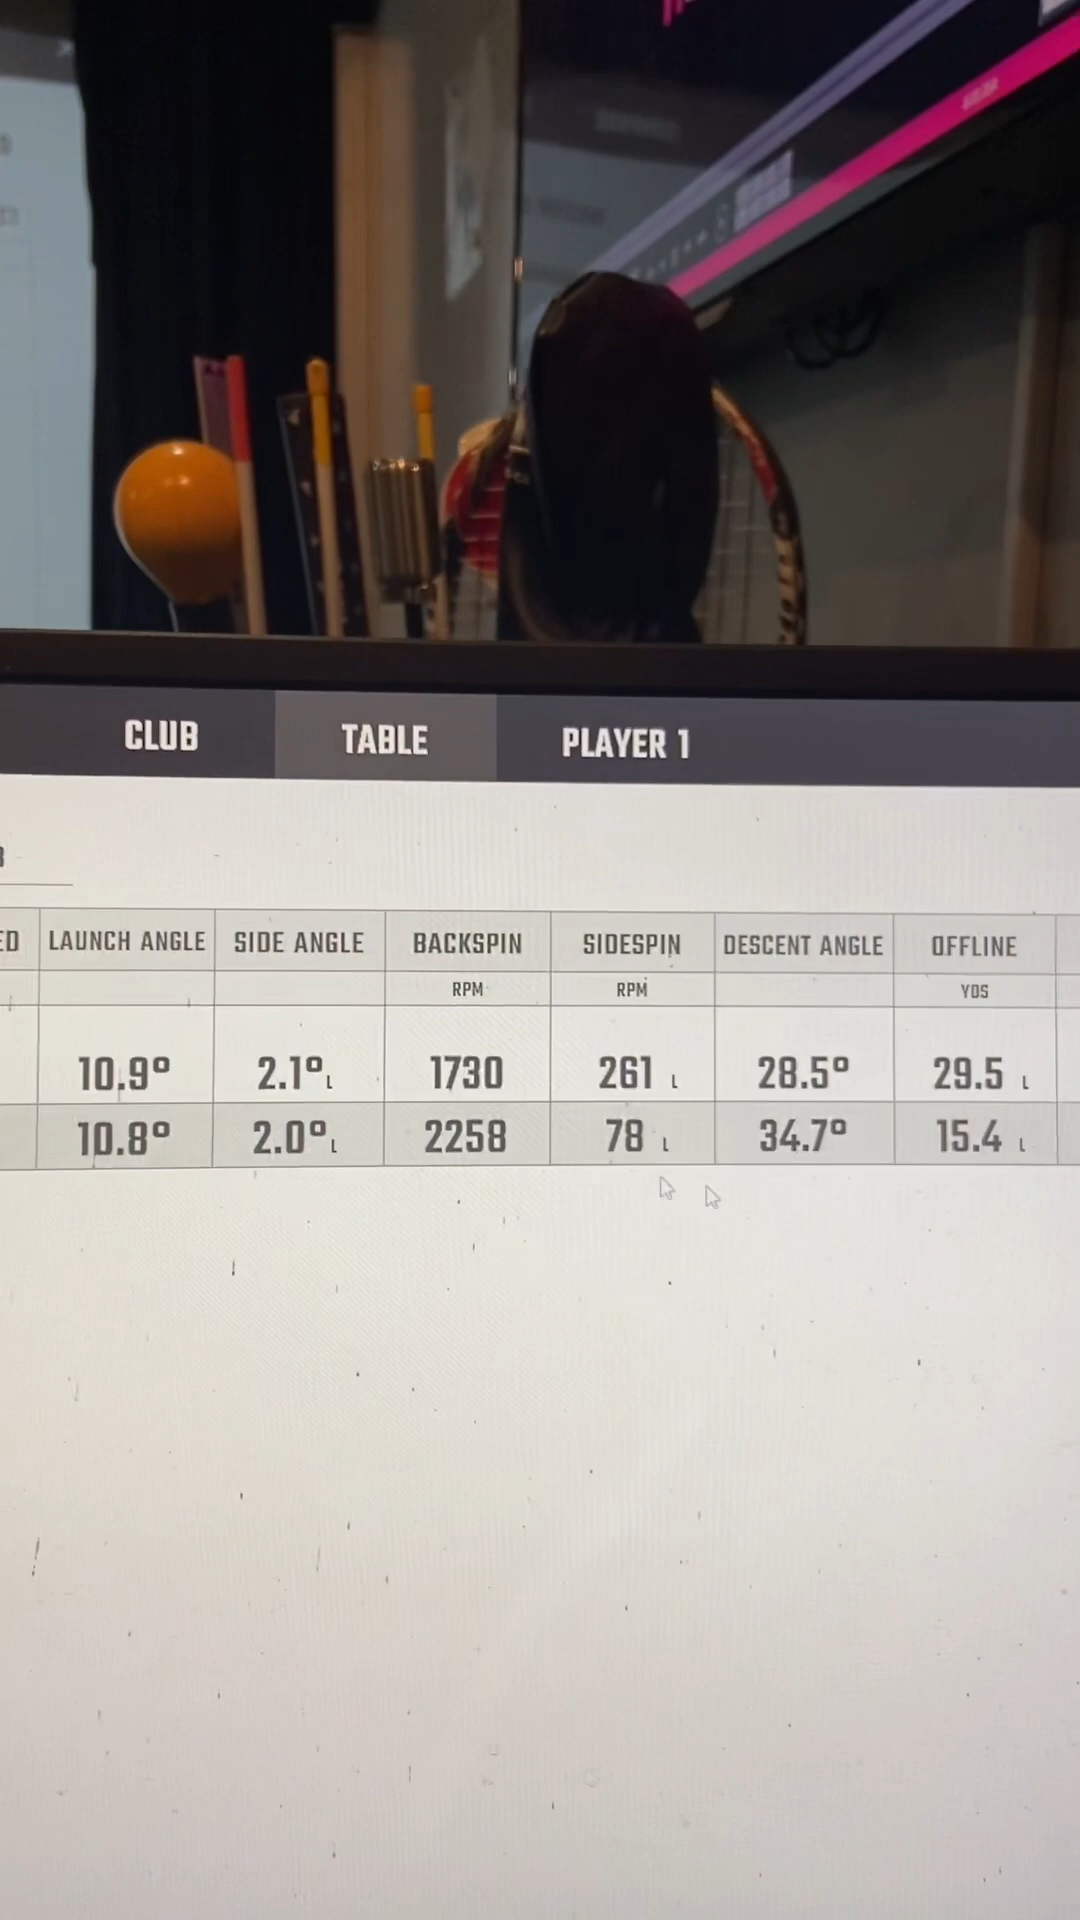 CLUB TABLE PLAYER 1
ED LAUNCH ANGLE SIDE ANGLE BACKSPIN SIDESPIN DESCENT ANGLE OFFLINE
RPM RPM YDS
10.9° 2.1° L 1730 261 L 28.5° 29.5 L
10.8° 2.0° L 2258 78 L 34.7° 15.4 L